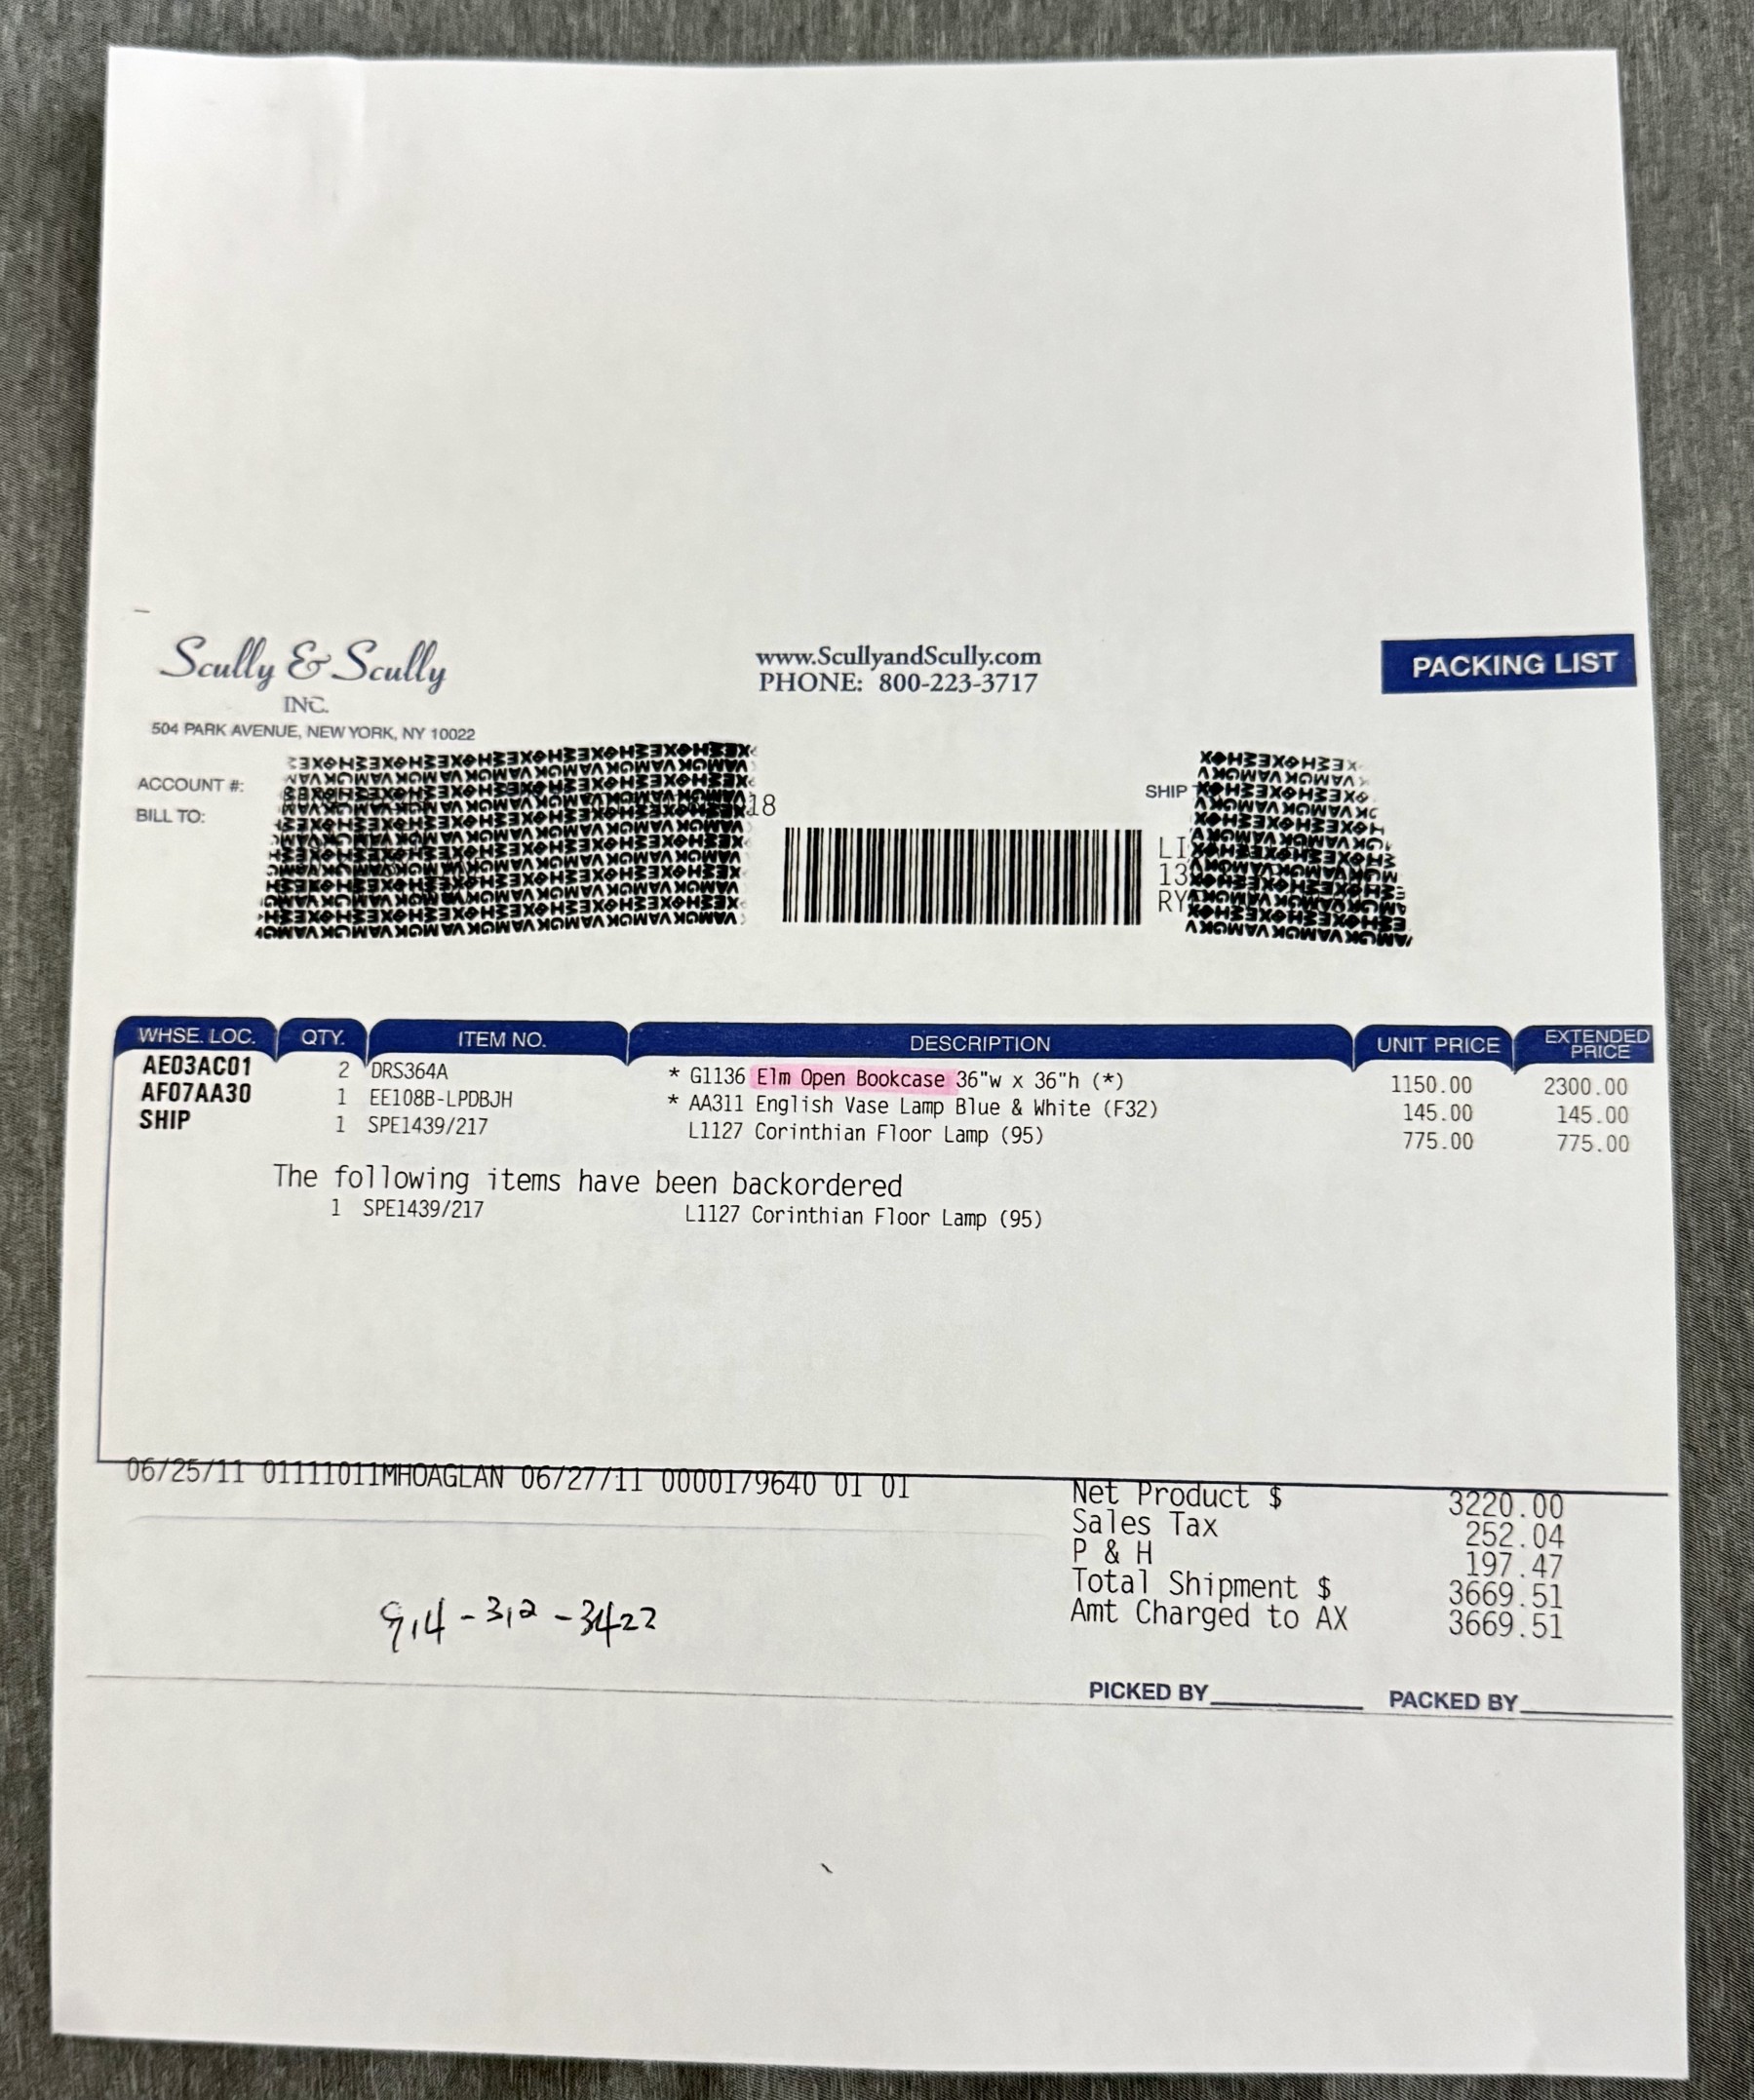 Scully & Scully
INC.
504 PARK AVENUE, NEW YORK, NY 10022
www.ScullyandScully.com
PHONE: 800-223-3717
PACKING LIST
ACCOUNT #:
BILL TO:
18
SHIP
LI
13
RY
WHSE. LOC. QTY. ITEM NO. DESCRIPTION UNIT PRICE EXTENDED PRICE
AE03AC01 2 DRS364A * G1136 Elm Open Bookcase 36"w x 36"h (*) 1150.00 2300.00
AF07AA30 1 EE108B-LPDBJH * AA311 English Vase Lamp Blue & White (F32) 145.00 145.00
SHIP 1 SPE1439/217 L1127 Corinthian Floor Lamp (95) 775.00 775.00
The following items have been backordered
1 SPE1439/217 L1127 Corinthian Floor Lamp (95)
06/25/11 01111011MHOAGLAN 06/27/11 0000179640 01 01
Net Product $ 3220.00
Sales Tax 252.04
P & H 197.47
Total Shipment $ 3669.51
Amt Charged to AX 3669.51
914-312-3422
PICKED BY PACKED BY